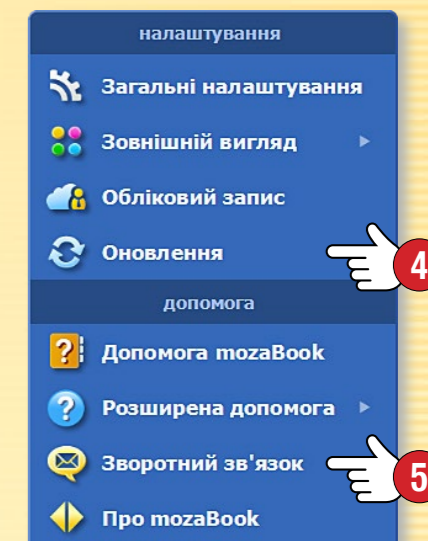 налаштування
Загальні налаштування
Зовнішній вигляд
Обліковий запис
Оновлення
4
допомога
Допомога mozaBook
Розширена допомога
Зворотний зв'язок
5
Про mozaBook